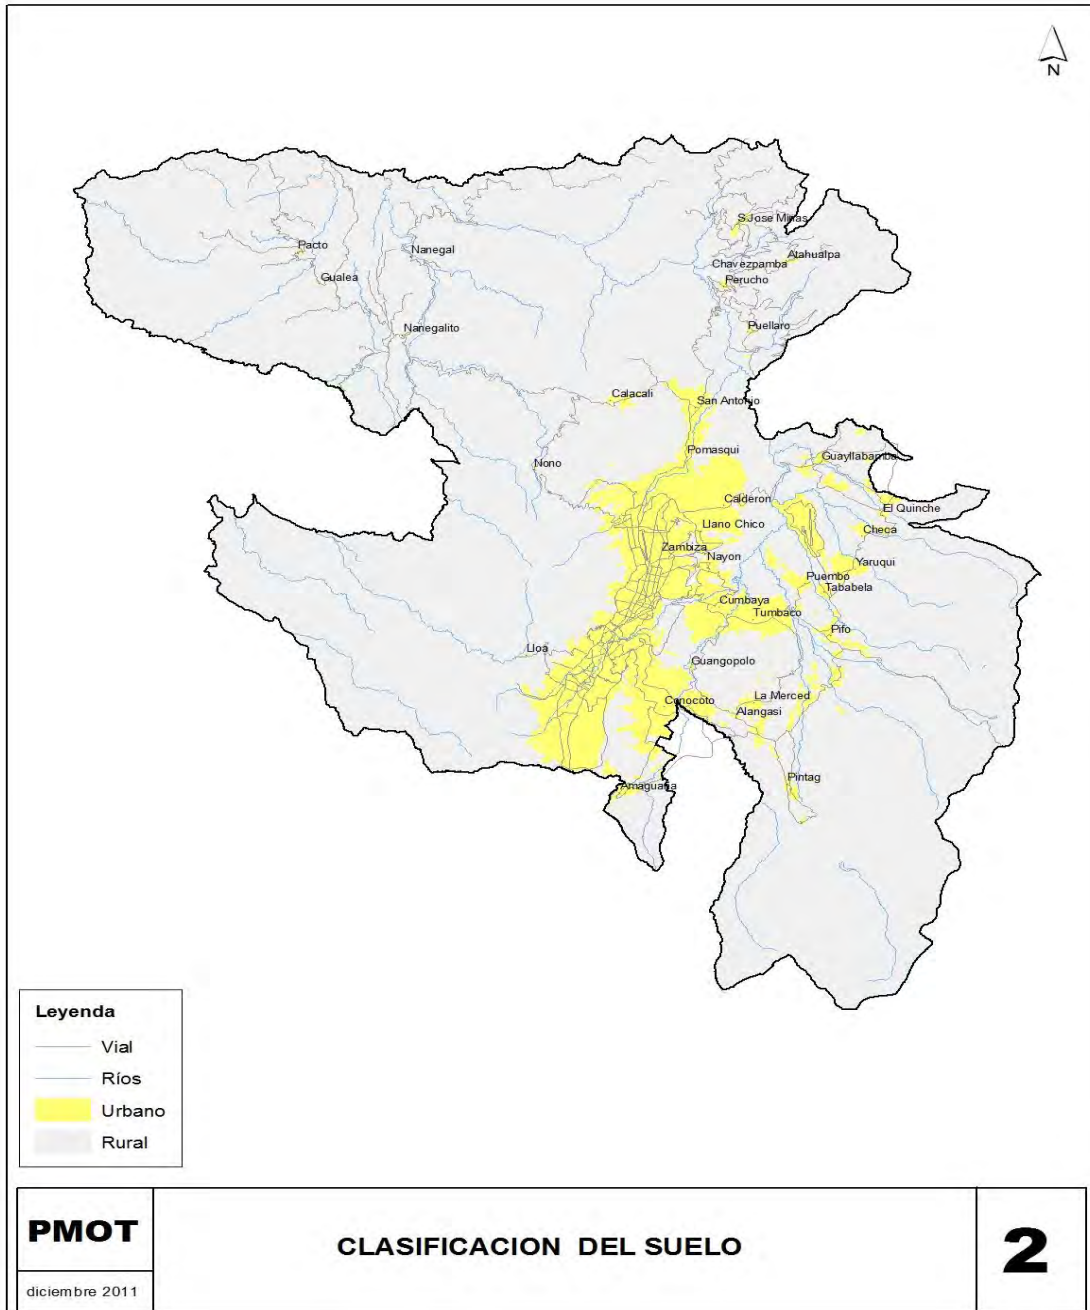 N
S Jose Minas
Pacto
Nanegal
Atahualpa
Chavezpamba
Gualea
Perucho
Nanegalito
Puellaro
Calacali
San Antonio
Pomasqui
Guayllabamba
Nono
Calderon
El Quinche
Llano Chico
Checa
Zambiza
Nayon
Yaruqui
Puembo
Tababela
Cumbaya
Tumbaco
Pifo
Lloa
Guangopolo
La Merced
Conocoto
Alangasi
Pintag
Amaguaña
Leyenda
Vial
Ríos
Urbano
Rural
PMOT
CLASIFICACION DEL SUELO
2
diciembre 2011